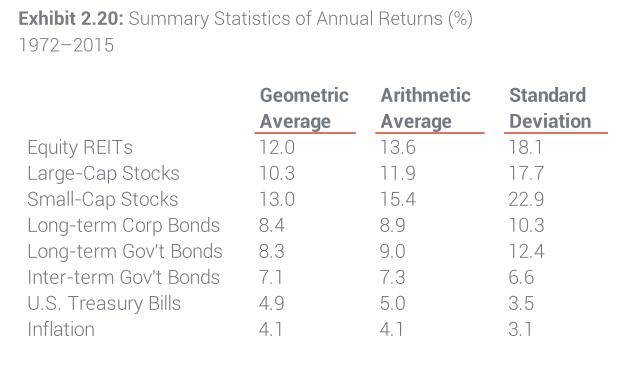 Exhibit 2.20: Summary Statistics of Annual Returns (%)
1972–2015
Geometric Arithmetic Standard
Average Average Deviation
Equity REITs 12.0 13.6 18.1
Large-Cap Stocks 10.3 11.9 17.7
Small-Cap Stocks 13.0 15.4 22.9
Long-term Corp Bonds 8.4 8.9 10.3
Long-term Gov't Bonds 8.3 9.0 12.4
Inter-term Gov't Bonds 7.1 7.3 6.6
U.S. Treasury Bills 4.9 5.0 3.5
Inflation 4.1 4.1 3.1